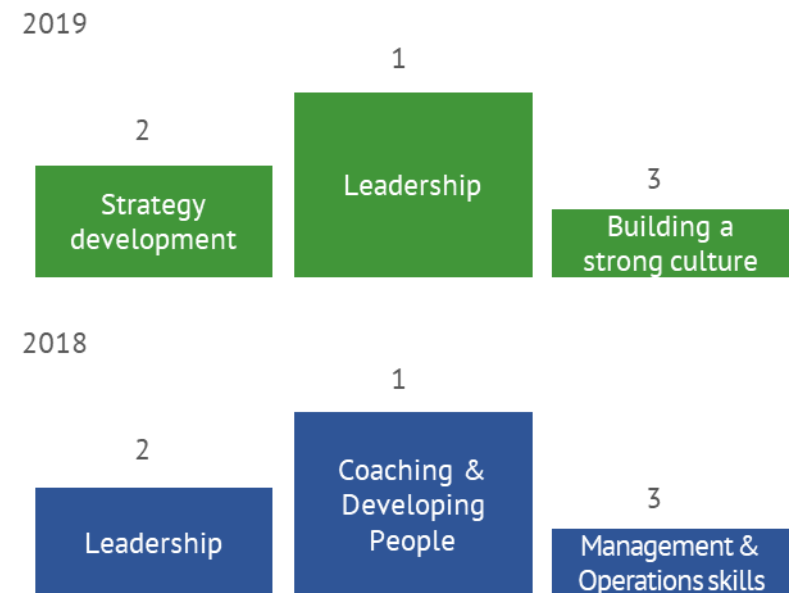 2019
1
2
Leadership
3
Strategy
development
Building a
strong culture
2018
1
2
Coaching &
Developing
People
3
Leadership
Management &
Operations skills